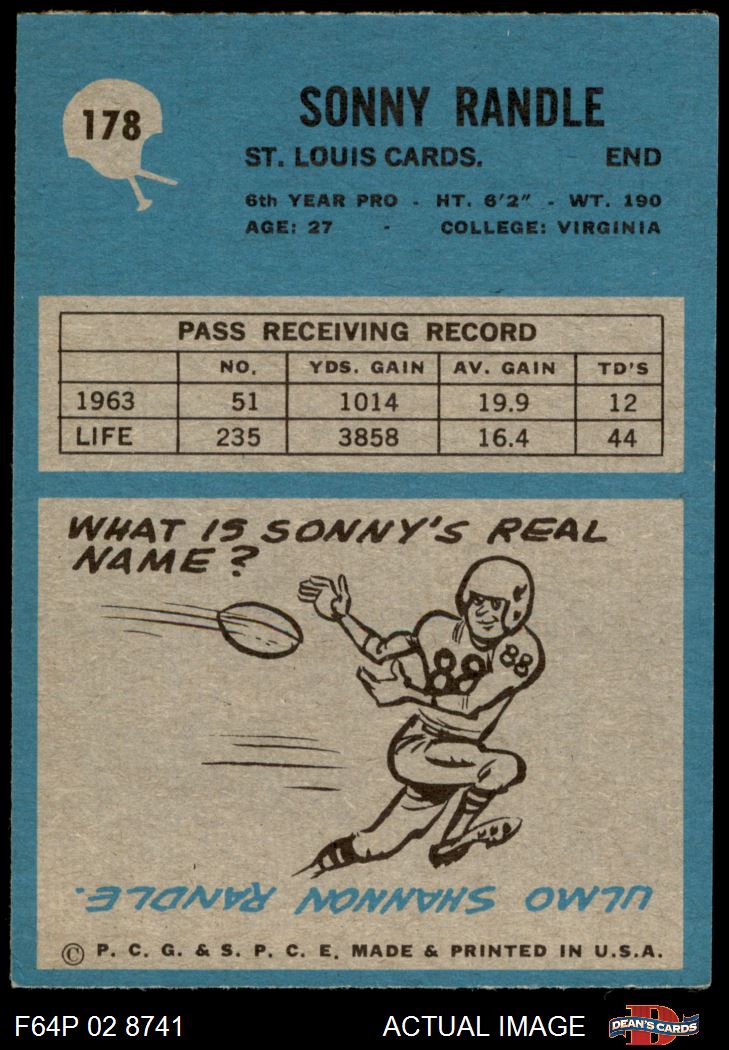 178
SONNY RANDLE
ST. LOUIS CARDS. END
6th YEAR PRO - HT. 6'2" - WT. 190
AGE: 27 - COLLEGE: VIRGINIA
PASS RECEIVING RECORD
NO. YDS. GAIN AV. GAIN TD'S
1963 51 1014 19.9 12
LIFE 235 3858 16.4 44
WHAT IS SONNY'S REAL
NAME?
88
88
ULMO SHANNON RANDLE.
© P. C. G. & S. P. C. E. MADE & PRINTED IN U.S.A.
F64P 02 8741 ACTUAL IMAGE D DEAN'S CARDS